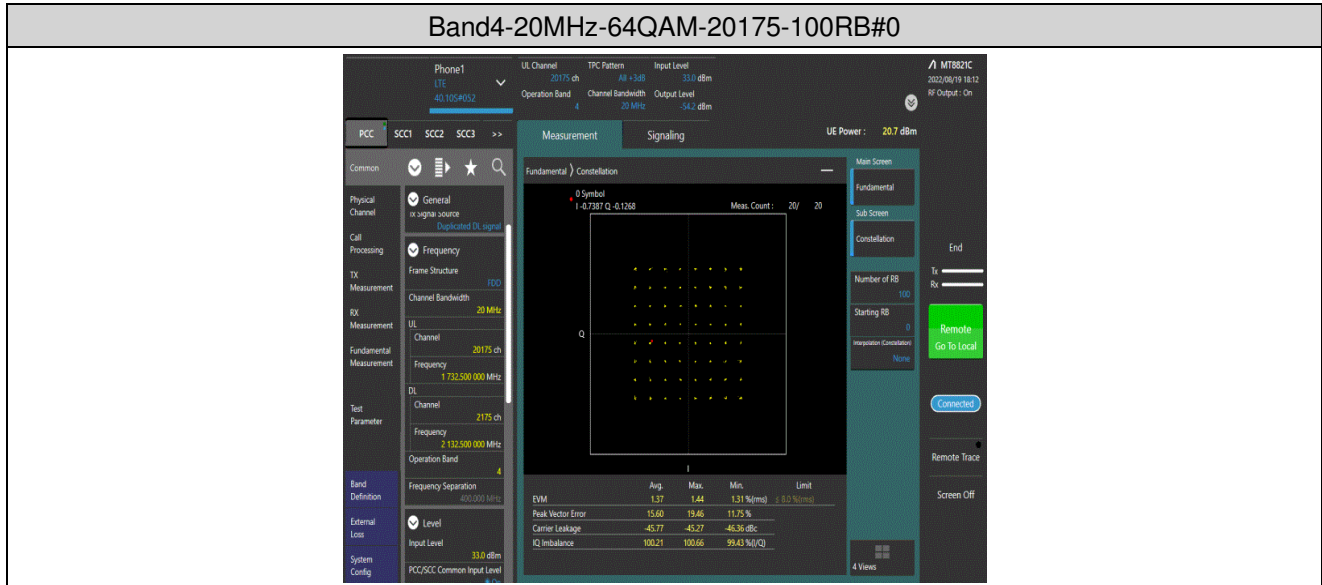 Band4-20MHz-64QAM-20175-100RB#0
Phone1
LTE
40.105#052
UL Channel
20175 ch
TPC Pattern
All +3dB
Input Level
33.0 dBm
Operation Band
4
Channel Bandwidth
20 MHz
Output Level
-54.2 dBm
MT8821C
2022/08/19 18:12
RF Output : On
PCC SCC1 SCC2 SCC3 >>
Measurement
Signaling
UE Power : 20.7 dBm
Common
Physical
Channel
Call
Processing
TX
Measurement
RX
Measurement
Fundamental
Measurement
Test
Parameter
Band
Definition
External
Loss
System
Config
General
Tx Signal Source
Duplicated DL signal
Frequency
Frame Structure
FDD
Channel Bandwidth
20 MHz
UL
Channel
20175 ch
Frequency
1 732.500 000 MHz
DL
Channel
2175 ch
Frequency
2 132.500 000 MHz
Operation Band
4
Frequency Separation
400.000 MHz
Level
Input Level
33.0 dBm
PCC/SCC Common Input Level
On
Fundamental 〉 Constellation
0 Symbol
I -0.7387 Q -0.1268
Meas. Count : 20/ 20
Q
I
Avg. Max. Min. Limit
EVM 1.37 1.44 1.31 %(rms) ≤ 8.0 %(rms)
Peak Vector Error 15.60 19.46 11.75 %
Carrier Leakage -45.77 -45.27 -46.36 dBc
IQ Imbalance 100.21 100.66 99.43 %(I/Q)
Main Screen
Fundamental
Sub Screen
Constellation
Number of RB
100
Starting RB
0
Interpolation (Constellation)
None
4 Views
End
Tx
Rx
Remote
Go To Local
Connected
Remote Trace
Screen Off